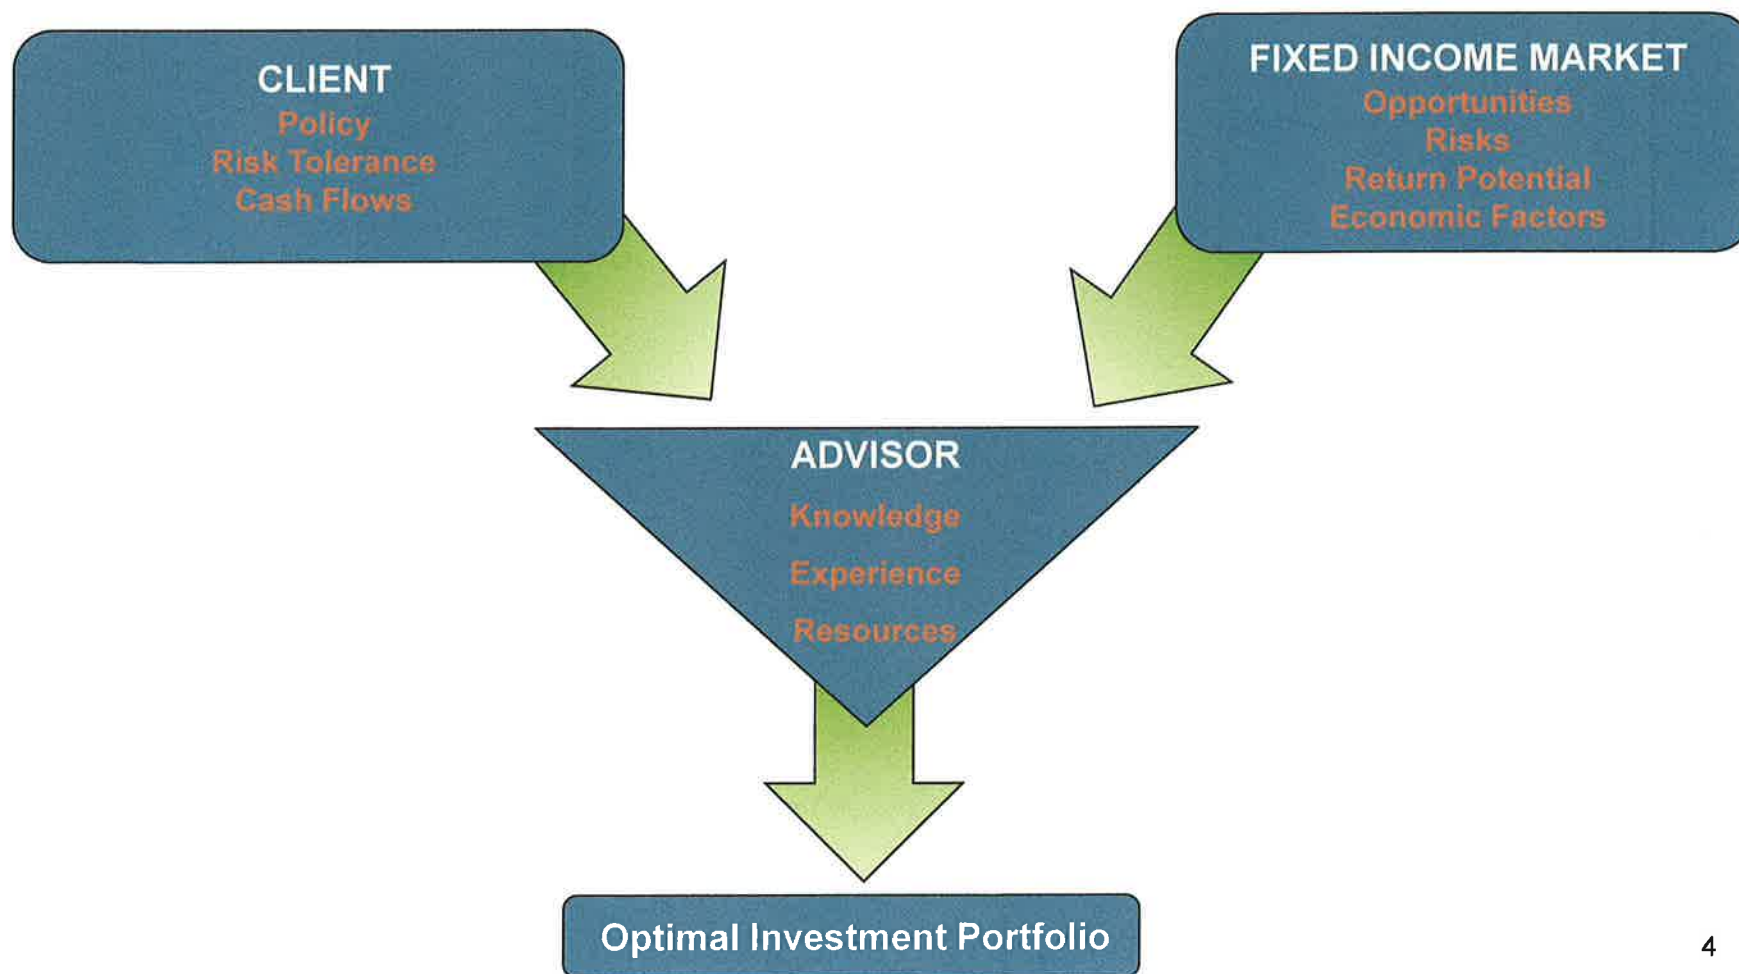 CLIENT
Policy
Risk Tolerance
Cash Flows
FIXED INCOME MARKET
Opportunities
Risks
Return Potential
Economic Factors
ADVISOR
Knowledge
Experience
Resources
Optimal Investment Portfolio
4